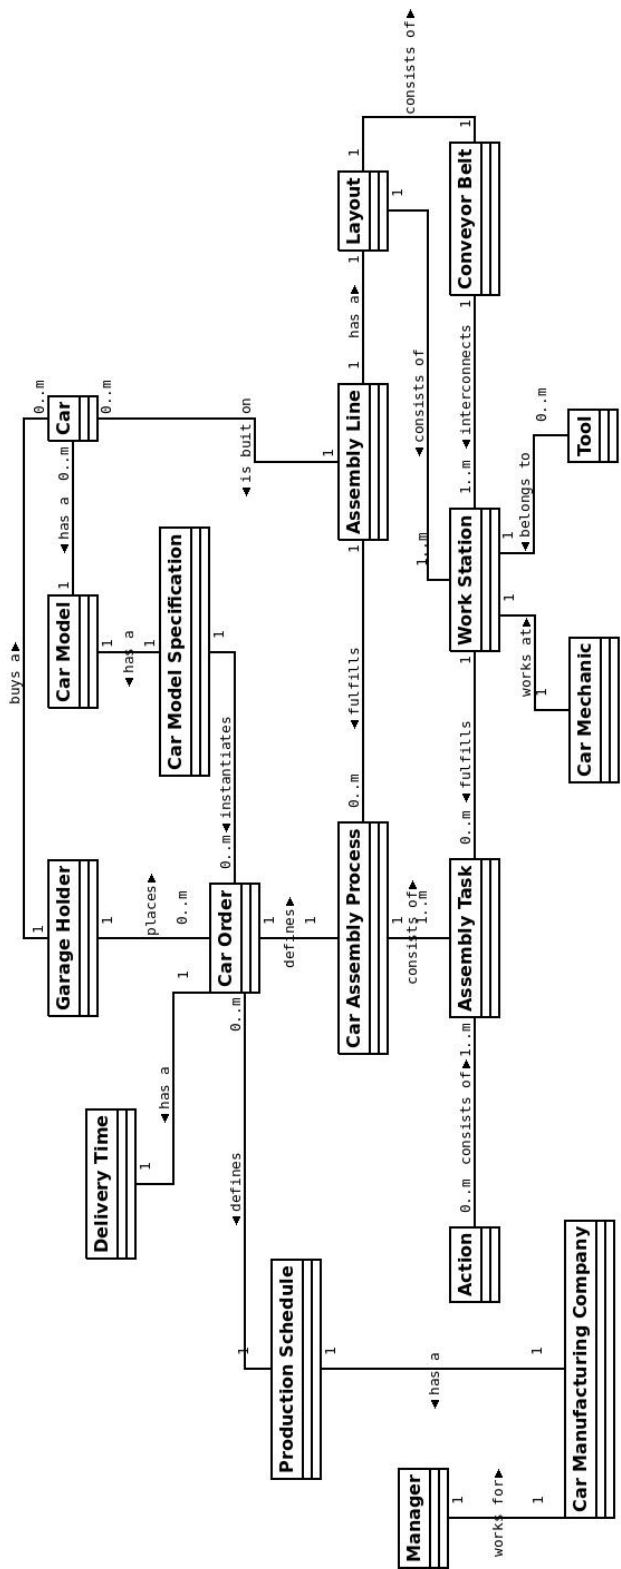 buys a▶
1
0..m
Garage Holder
Car Model
1
◀has a
0..m
Car
1
1
0..m
Delivery Time
◀has a
1
places▶
1
◀has a
Car Model Specification
1
0..m
1
Car Order
0..m
◀instantiates
◀defines
0..m
1
◀is buit on
1
Production Schedule
defines▶
1
1
1
Car Assembly Process
0..m
◀fulfills
1
Assembly Line
1
has a▶
1
Layout
1
1
1
Manager
consists of▶
consists of▶
1..m
1..m
◀consists of
◀has a
1
Action
0..m
consists of▶
1..m
Assembly Task
0..m
◀fulfills
1
Work Station
1..m
◀interconnects
1
Conveyor Belt
1
works for▶
1
1
works at▶
◀belongs to
1
1
1
0..m
Car Manufacturing Company
Car Mechanic
Tool